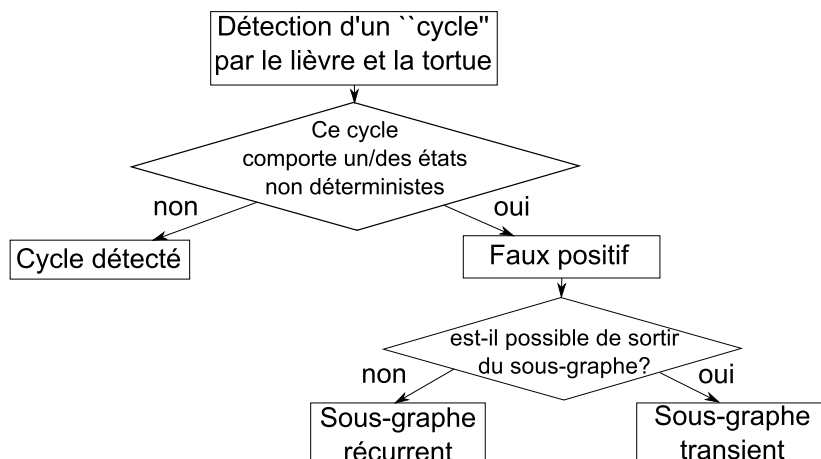 Détection d'un ``cycle''
par le lièvre et la tortue
Ce cycle
comporte un/des états
non déterministes
non
oui
Cycle détecté
Faux positif
est-il possible de sortir
du sous-graphe?
non
oui
Sous-graphe
récurrent
Sous-graphe
transient